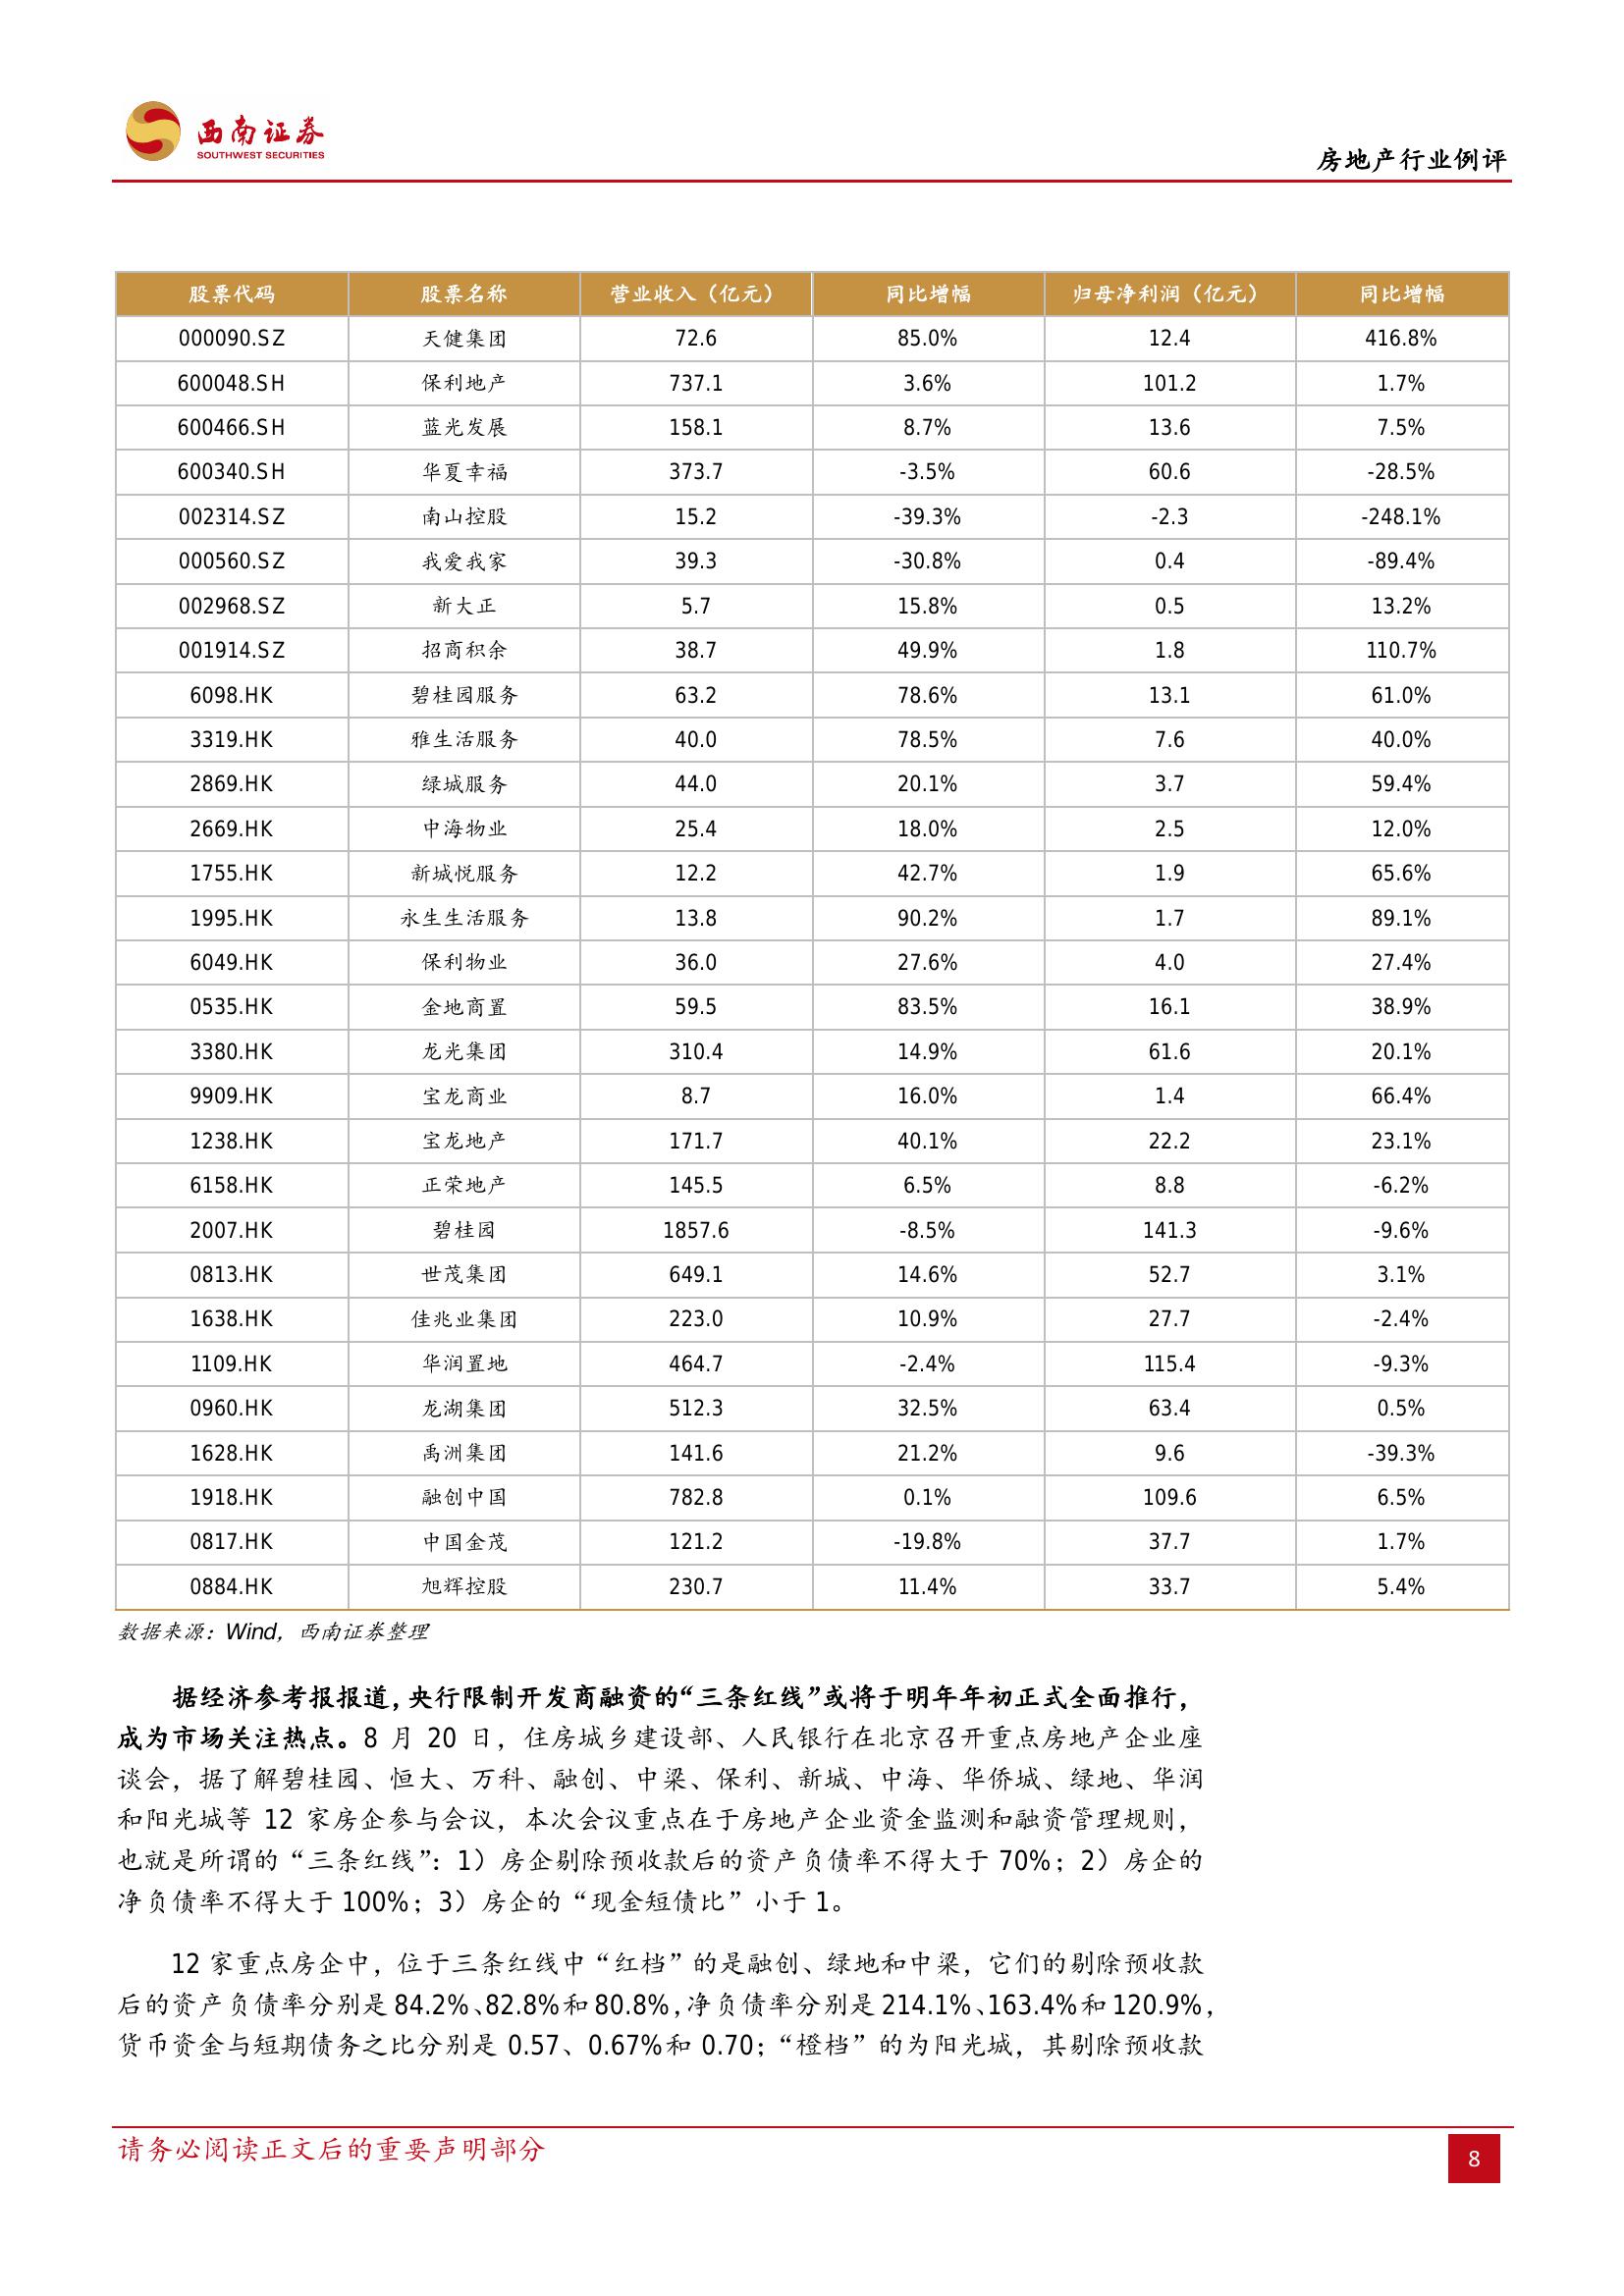 西南证券
SOUTHWEST SECURITIES
房地产行业例评
股票代码 股票名称 营业收入（亿元） 同比增幅 归母净利润（亿元） 同比增幅
000090.SZ 天健集团 72.6 85.0% 12.4 416.8%
600048.SH 保利地产 737.1 3.6% 101.2 1.7%
600466.SH 蓝光发展 158.1 8.7% 13.6 7.5%
600340.SH 华夏幸福 373.7 -3.5% 60.6 -28.5%
002314.SZ 南山控股 15.2 -39.3% -2.3 -248.1%
000560.SZ 我爱我家 39.3 -30.8% 0.4 -89.4%
002968.SZ 新大正 5.7 15.8% 0.5 13.2%
001914.SZ 招商积余 38.7 49.9% 1.8 110.7%
6098.HK 碧桂园服务 63.2 78.6% 13.1 61.0%
3319.HK 雅生活服务 40.0 78.5% 7.6 40.0%
2869.HK 绿城服务 44.0 20.1% 3.7 59.4%
2669.HK 中海物业 25.4 18.0% 2.5 12.0%
1755.HK 新城悦服务 12.2 42.7% 1.9 65.6%
1995.HK 永生生活服务 13.8 90.2% 1.7 89.1%
6049.HK 保利物业 36.0 27.6% 4.0 27.4%
0535.HK 金地商置 59.5 83.5% 16.1 38.9%
3380.HK 龙光集团 310.4 14.9% 61.6 20.1%
9909.HK 宝龙商业 8.7 16.0% 1.4 66.4%
1238.HK 宝龙地产 171.7 40.1% 22.2 23.1%
6158.HK 正荣地产 145.5 6.5% 8.8 -6.2%
2007.HK 碧桂园 1857.6 -8.5% 141.3 -9.6%
0813.HK 世茂集团 649.1 14.6% 52.7 3.1%
1638.HK 佳兆业集团 223.0 10.9% 27.7 -2.4%
1109.HK 华润置地 464.7 -2.4% 115.4 -9.3%
0960.HK 龙湖集团 512.3 32.5% 63.4 0.5%
1628.HK 禹洲集团 141.6 21.2% 9.6 -39.3%
1918.HK 融创中国 782.8 0.1% 109.6 6.5%
0817.HK 中国金茂 121.2 -19.8% 37.7 1.7%
0884.HK 旭辉控股 230.7 11.4% 33.7 5.4%
数据来源：Wind，西南证券整理
据经济参考报报道，央行限制开发商融资的“三条红线”或将于明年年初正式全面推行，
成为市场关注热点。8 月 20 日，住房城乡建设部、人民银行在北京召开重点房地产企业座
谈会，据了解碧桂园、恒大、万科、融创、中梁、保利、新城、中海、华侨城、绿地、华润
和阳光城等 12 家房企参与会议，本次会议重点在于房地产企业资金监测和融资管理规则，
也就是所谓的“三条红线”：1）房企剔除预收款后的资产负债率不得大于 70%；2）房企的
净负债率不得大于 100%；3）房企的“现金短债比”小于 1。
12 家重点房企中，位于三条红线中“红档”的是融创、绿地和中梁，它们的剔除预收款
后的资产负债率分别是 84.2%、82.8%和 80.8%，净负债率分别是 214.1%、163.4%和 120.9%，
货币资金与短期债务之比分别是 0.57、0.67%和 0.70；“橙档”的为阳光城，其剔除预收款
请务必阅读正文后的重要声明部分
8